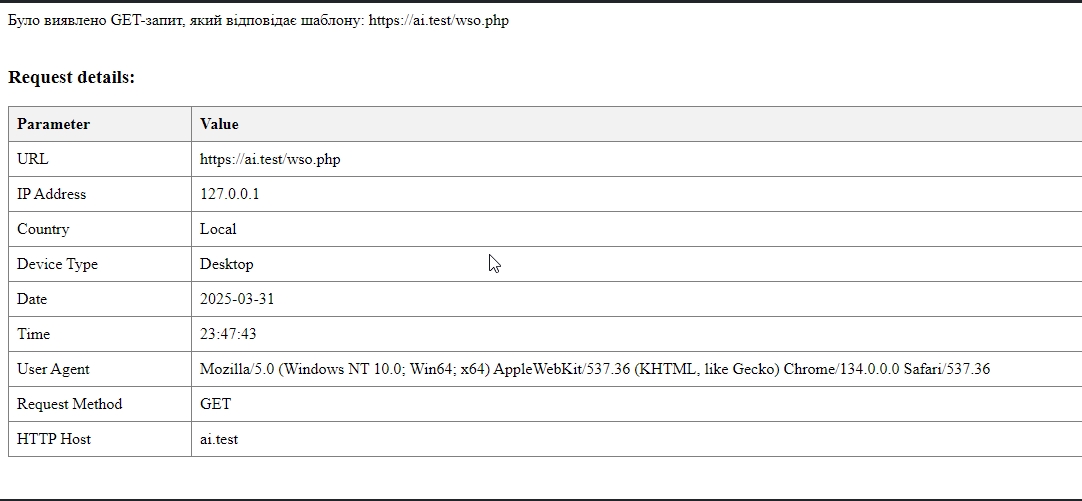 Було виявлено GET-запит, який відповідає шаблону: https://ai.test/wso.php
Request details:
Parameter Value
URL https://ai.test/wso.php
IP Address 127.0.0.1
Country Local
Device Type Desktop
Date 2025-03-31
Time 23:47:43
User Agent Mozilla/5.0 (Windows NT 10.0; Win64; x64) AppleWebKit/537.36 (KHTML, like Gecko) Chrome/134.0.0.0 Safari/537.36
Request Method GET
HTTP Host ai.test